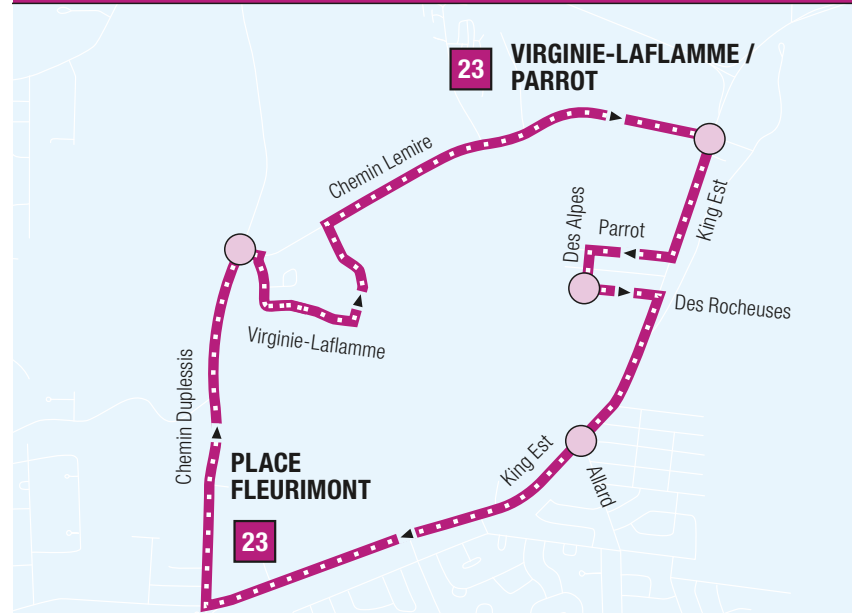 23
VIRGINIE-LAFLAMME /
PARROT
Chemin Lemire
King Est
Des Alpes
Parrot
Des Rocheuses
Virginie-Laflamme
Chemin Duplessis
PLACE
FLEURIMONT
23
King Est
Allard